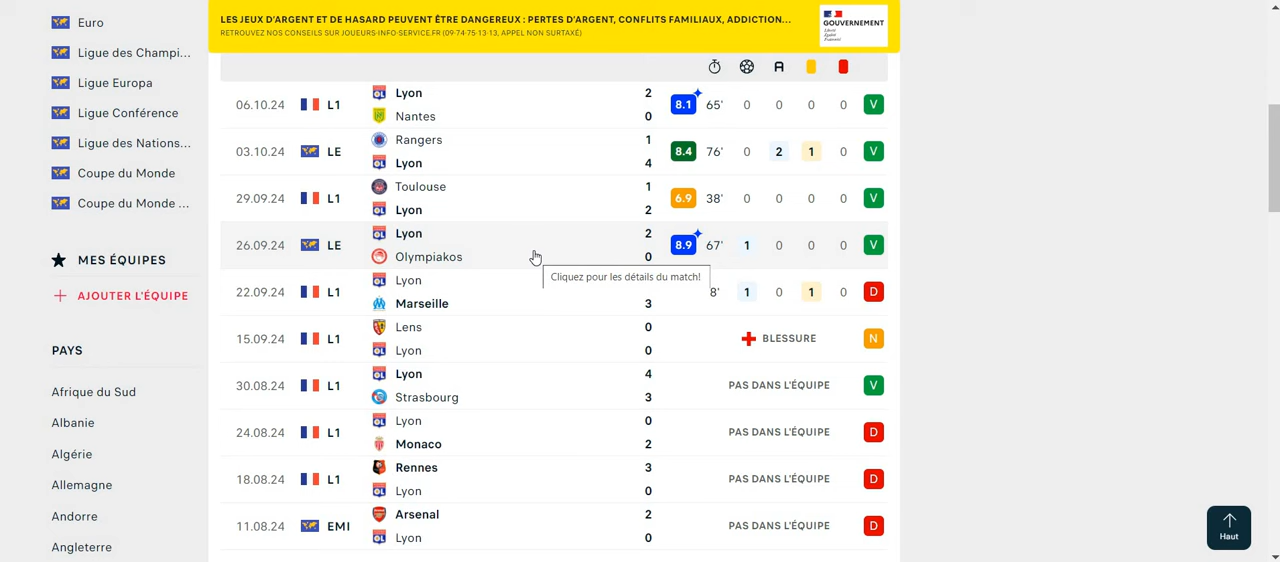 Euro
Ligue des Champi...
Ligue Europa
Ligue Conférence
Ligue des Nations...
Coupe du Monde
Coupe du Monde ...
MES ÉQUIPES
AJOUTER L'ÉQUIPE
PAYS
Afrique du Sud
Albanie
Algérie
Allemagne
Andorre
Angleterre
LES JEUX D'ARGENT ET DE HASARD PEUVENT ÊTRE DANGEREUX : PERTES D'ARGENT, CONFLITS FAMILIAUX, ADDICTION...
RETROUVEZ NOS CONSEILS SUR JOUEURS-INFO-SERVICE.FR (09-74-75-13-13, APPEL NON SURTAXÉ)
GOUVERNEMENT
Liberté
Égalité
Fraternité
A
06.10.24 L1 Lyon 2 8.1 65' 0 0 0 0 V
Nantes 0
03.10.24 LE Rangers 1 8.4 76' 0 2 1 0 V
Lyon 4
29.09.24 L1 Toulouse 1 6.9 38' 0 0 0 0 V
Lyon 2
26.09.24 LE Lyon 2 8.9 67' 1 0 0 0 V
Olympiakos 0
Cliquez pour les détails du match!
22.09.24 L1 Lyon 8' 1 0 1 0 D
Marseille 3
15.09.24 L1 Lens 0 BLESSURE N
Lyon 0
30.08.24 L1 Lyon 4 PAS DANS L'ÉQUIPE V
Strasbourg 3
24.08.24 L1 Lyon 0 PAS DANS L'ÉQUIPE D
Monaco 2
18.08.24 L1 Rennes 3 PAS DANS L'ÉQUIPE D
Lyon 0
11.08.24 EMI Arsenal 2 PAS DANS L'ÉQUIPE D
Lyon 0
Haut